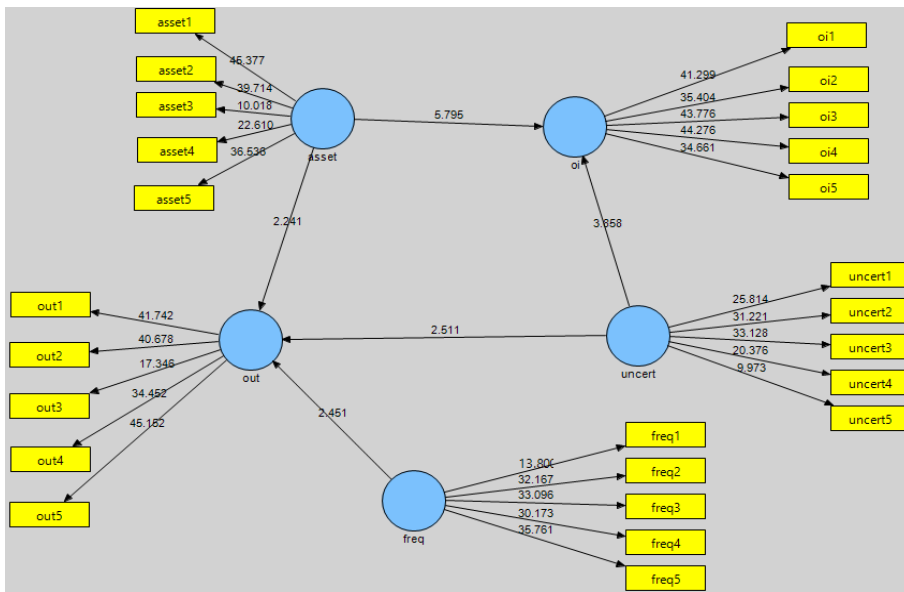 asset1
45.377
asset2
39.714
asset3
10.018
asset4
22.610
asset5
36.536
asset
5.795
oi1
41.299
oi2
35.404
oi3
43.776
oi4
44.276
oi5
34.661
oi
2.241
3.858
out1
41.742
out2
40.678
out3
17.346
out4
34.452
out5
45.152
out
2.511
uncert
uncert1
25.814
uncert2
31.221
uncert3
33.128
uncert4
20.376
uncert5
9.973
2.451
freq
freq1
13.800
freq2
32.167
freq3
33.096
freq4
30.173
freq5
35.761